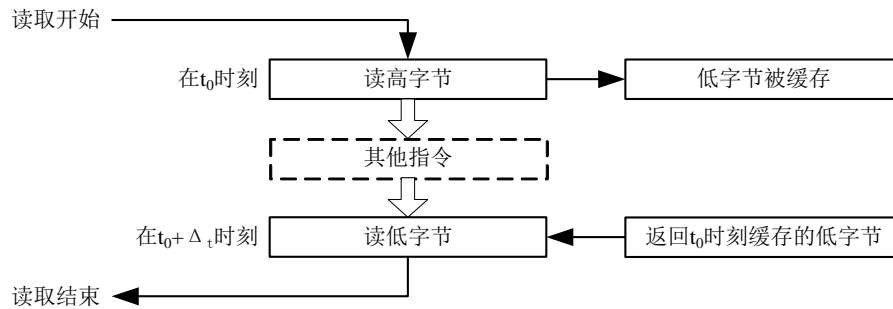 读取开始
在t₀时刻
读高字节
低字节被缓存
其他指令
在t₀+Δₜ时刻
读低字节
返回t₀时刻缓存的低字节
读取结束